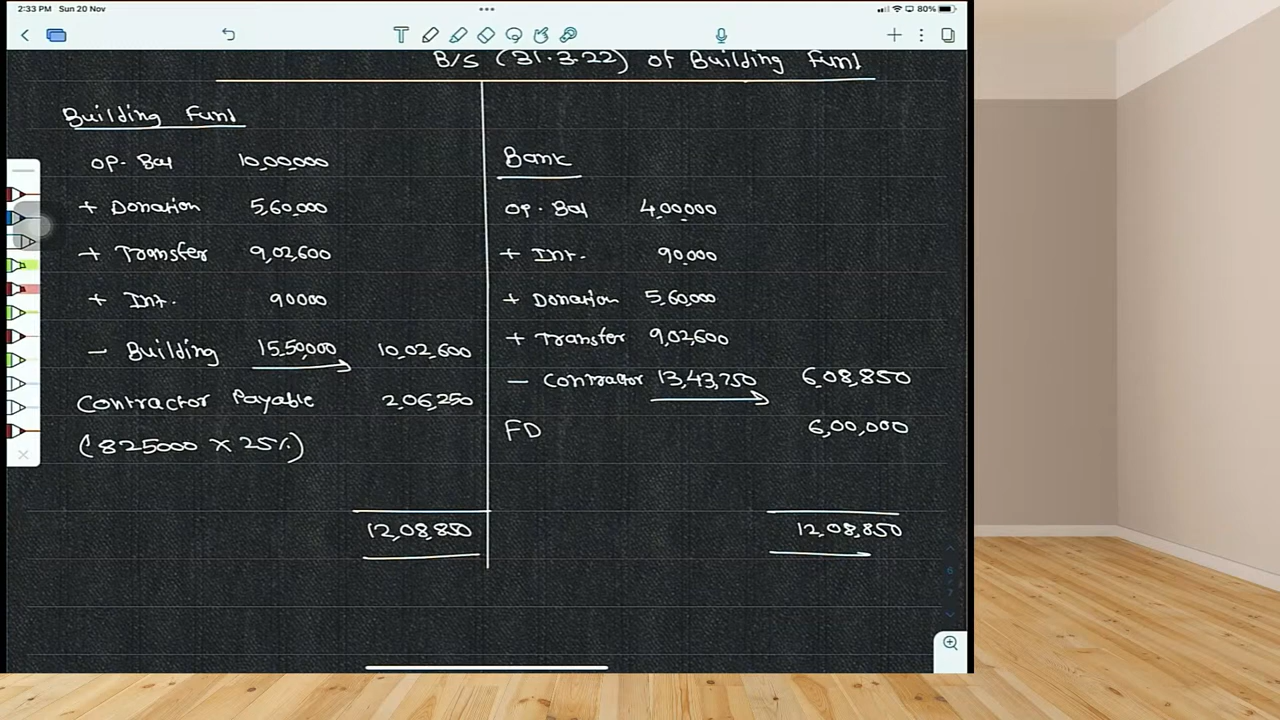 2:33 PM Sun 20 Nov
80%
T
B/S (31.3.22) of Building Fund
Building Fund
OP. Bal 10,00,000
+ Donation 5,60,000
+ Transfer 9,02,600
+ Int. 90000
- Building 15,50,000 10,02,600
Contractor Payable 2,06,250
(825000 × 25%)
12,08,850
Bank
Op. Bal 4,00,000
+ Int. 90,000
+ Donation 5,60,000
+ Transfer 9,02,600
- Contractor 13,43,750 6,08,850
FD 6,00,000
12,08,850
6
7